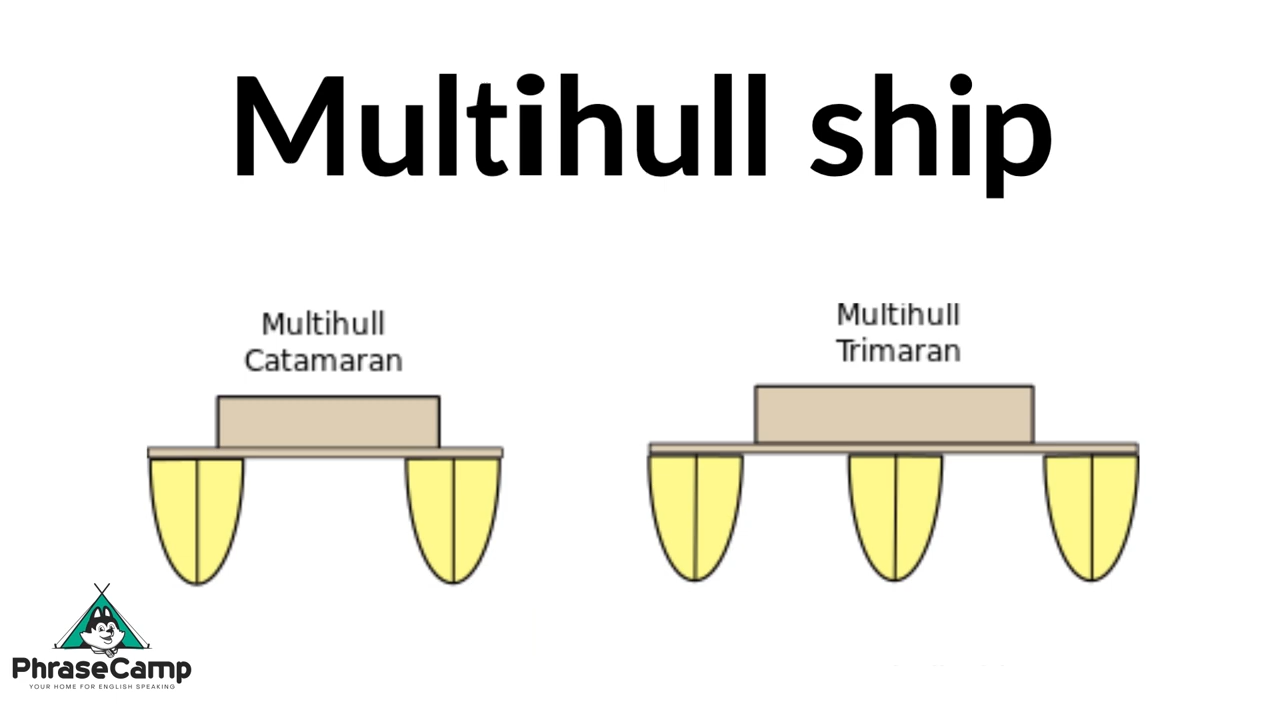 Multihull ship
Multihull
Catamaran
Multihull
Trimaran
PhraseCamp
YOUR HOME FOR ENGLISH SPEAKING